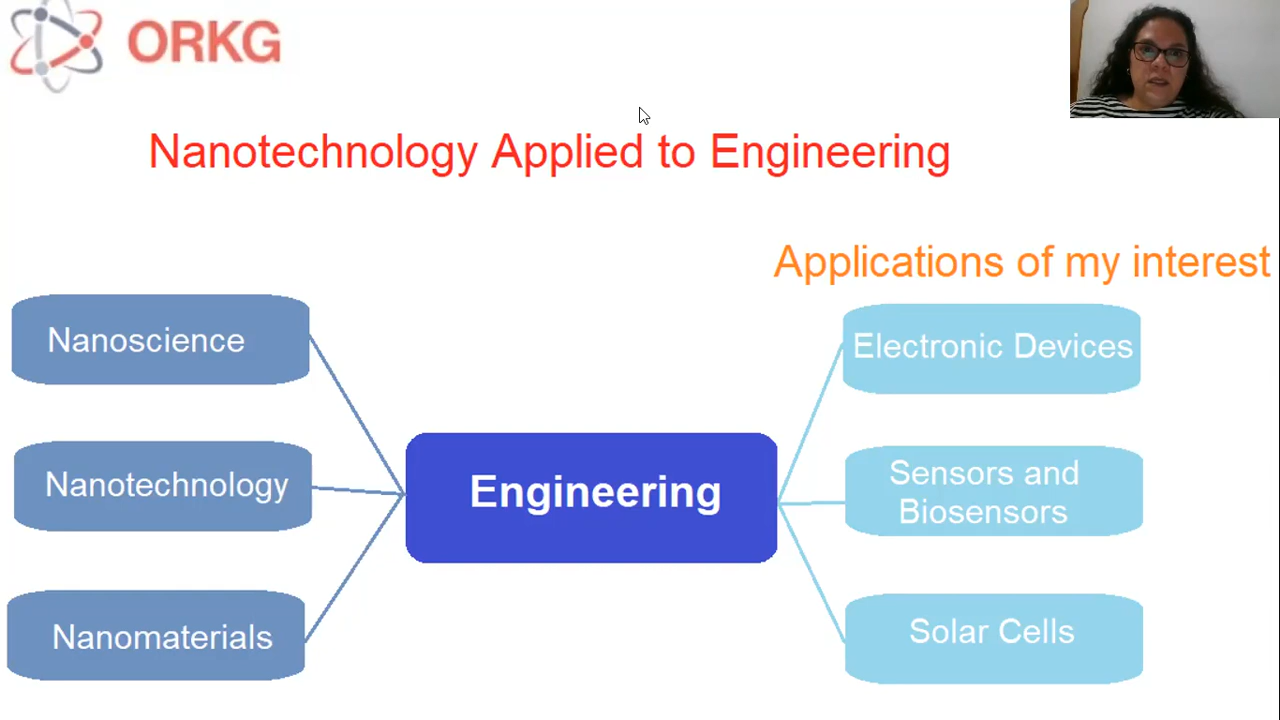 ORKG
Nanotechnology Applied to Engineering
Applications of my interest
Nanoscience
Nanotechnology
Nanomaterials
Engineering
Electronic Devices
Sensors and
Biosensors
Solar Cells